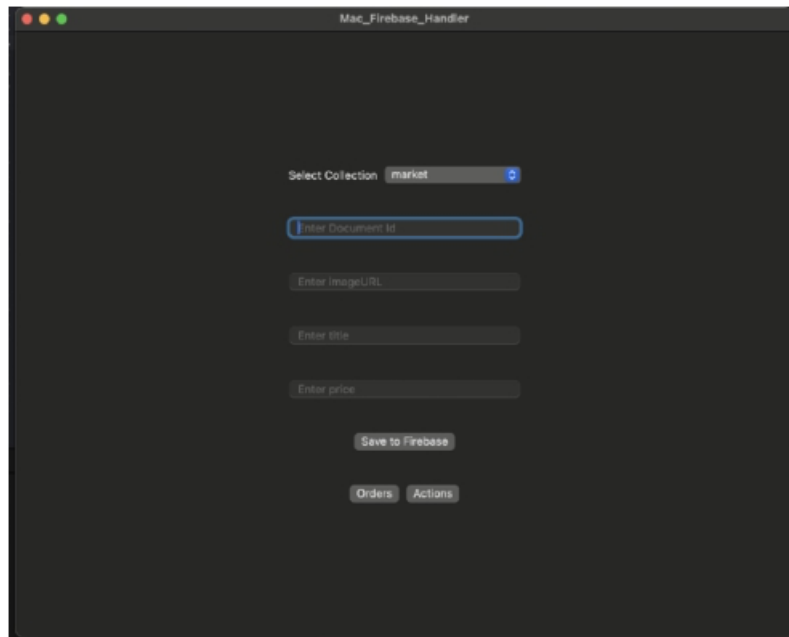 Mac_Firebase_Handler
Select Collection market
Enter Document Id
Enter imageURL
Enter title
Enter price
Save to Firebase
Orders Actions